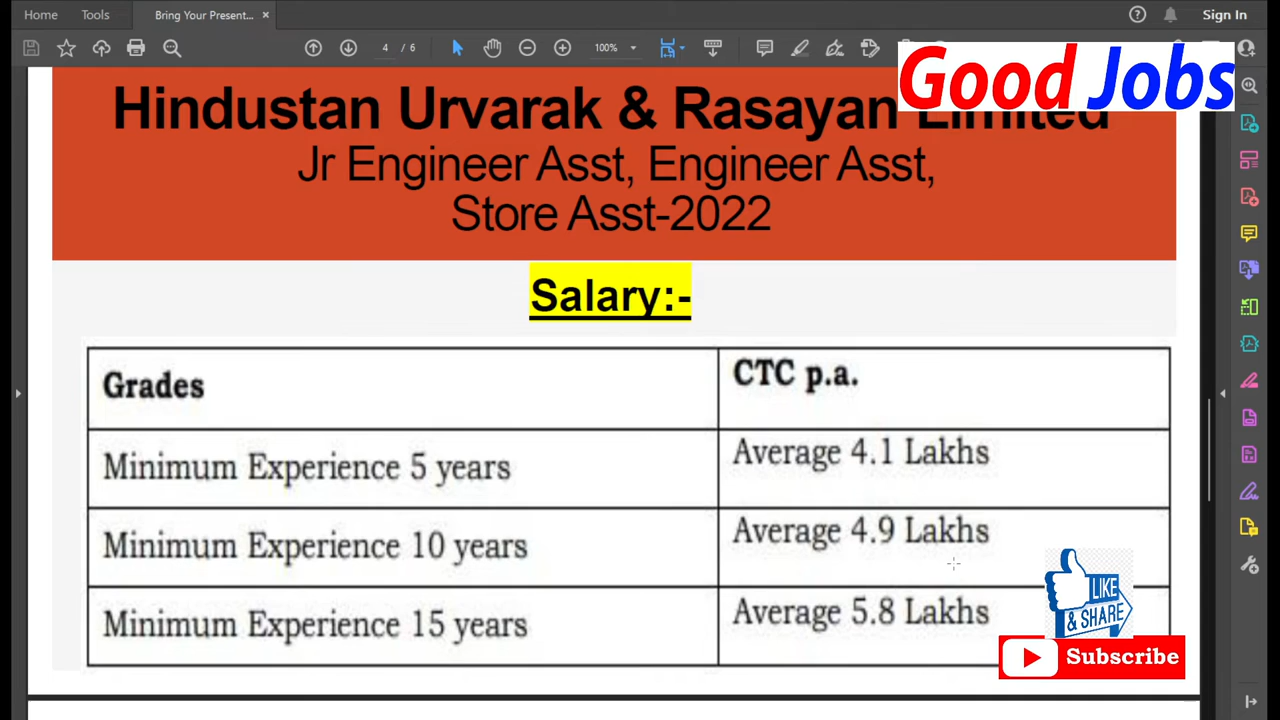 Home Tools Bring Your Present... × Sign In
4 / 6 100%
Good Jobs
Hindustan Urvarak & Rasayan Limited
Jr Engineer Asst, Engineer Asst,
Store Asst-2022
Salary:-
Grades CTC p.a.
Minimum Experience 5 years Average 4.1 Lakhs
Minimum Experience 10 years Average 4.9 Lakhs
Minimum Experience 15 years Average 5.8 Lakhs
LIKE
& SHARE
Subscribe